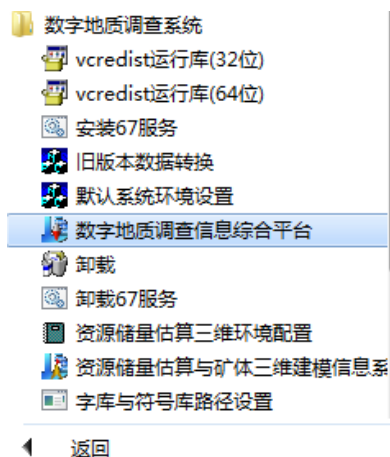 数字地质调查系统
vcredist运行库(32位)
vcredist运行库(64位)
安装67服务
旧版本数据转换
默认系统环境设置
数字地质调查信息综合平台
卸载
卸载67服务
资源储量估算三维环境配置
资源储量估算与矿体三维建模信息系
字库与符号库路径设置
返回